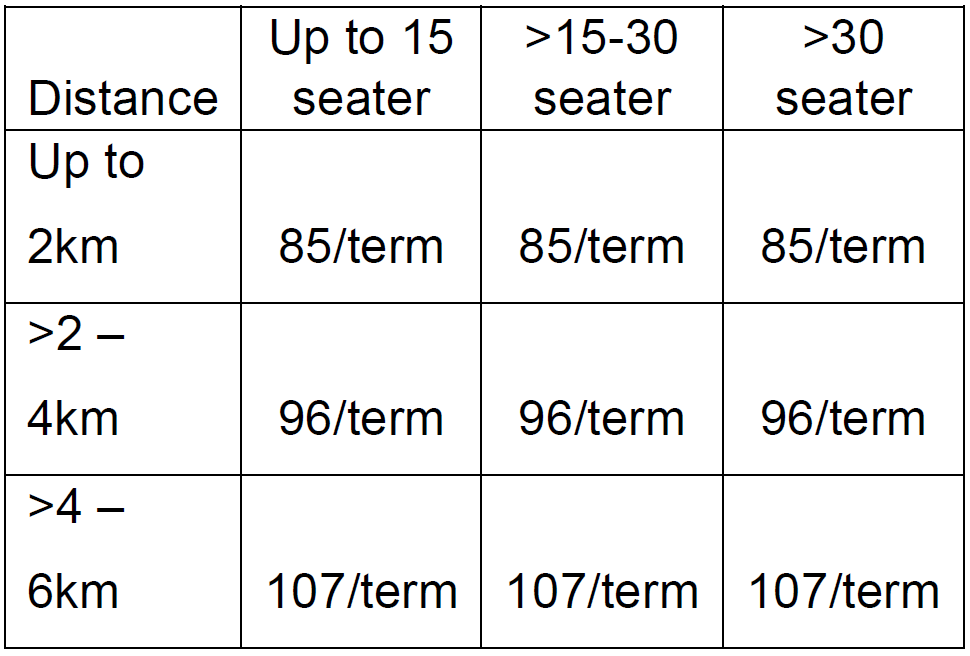 Distance Up to 15 seater >15-30 seater >30 seater
Up to
2km 85/term 85/term 85/term
>2 –
4km 96/term 96/term 96/term
>4 –
6km 107/term 107/term 107/term